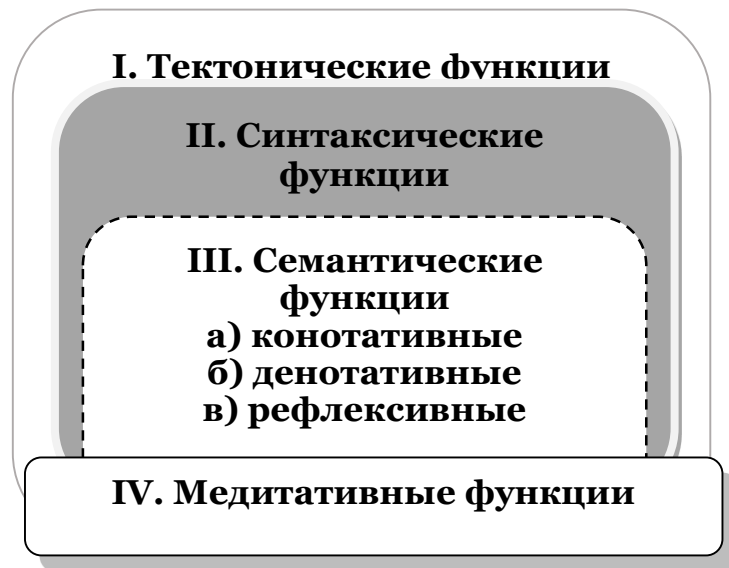 I. Тектонические функции
II. Синтаксические
функции
III. Семантические
функции
а) конотативные
б) денотативные
в) рефлексивные
IV. Медитативные функции